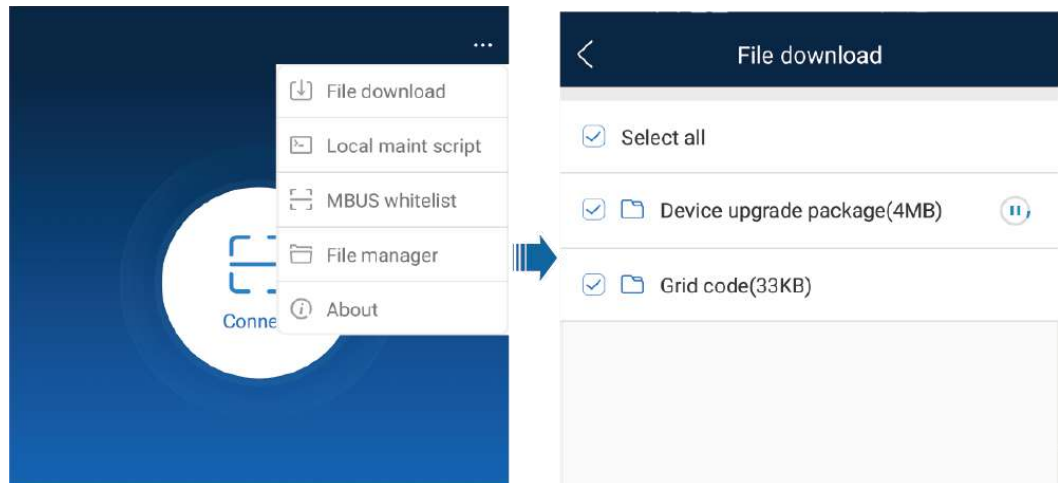 File download
Local maint script
MBUS whitelist
File manager
About
Conne
File download
Select all
Device upgrade package(4MB)
Grid code(33KB)